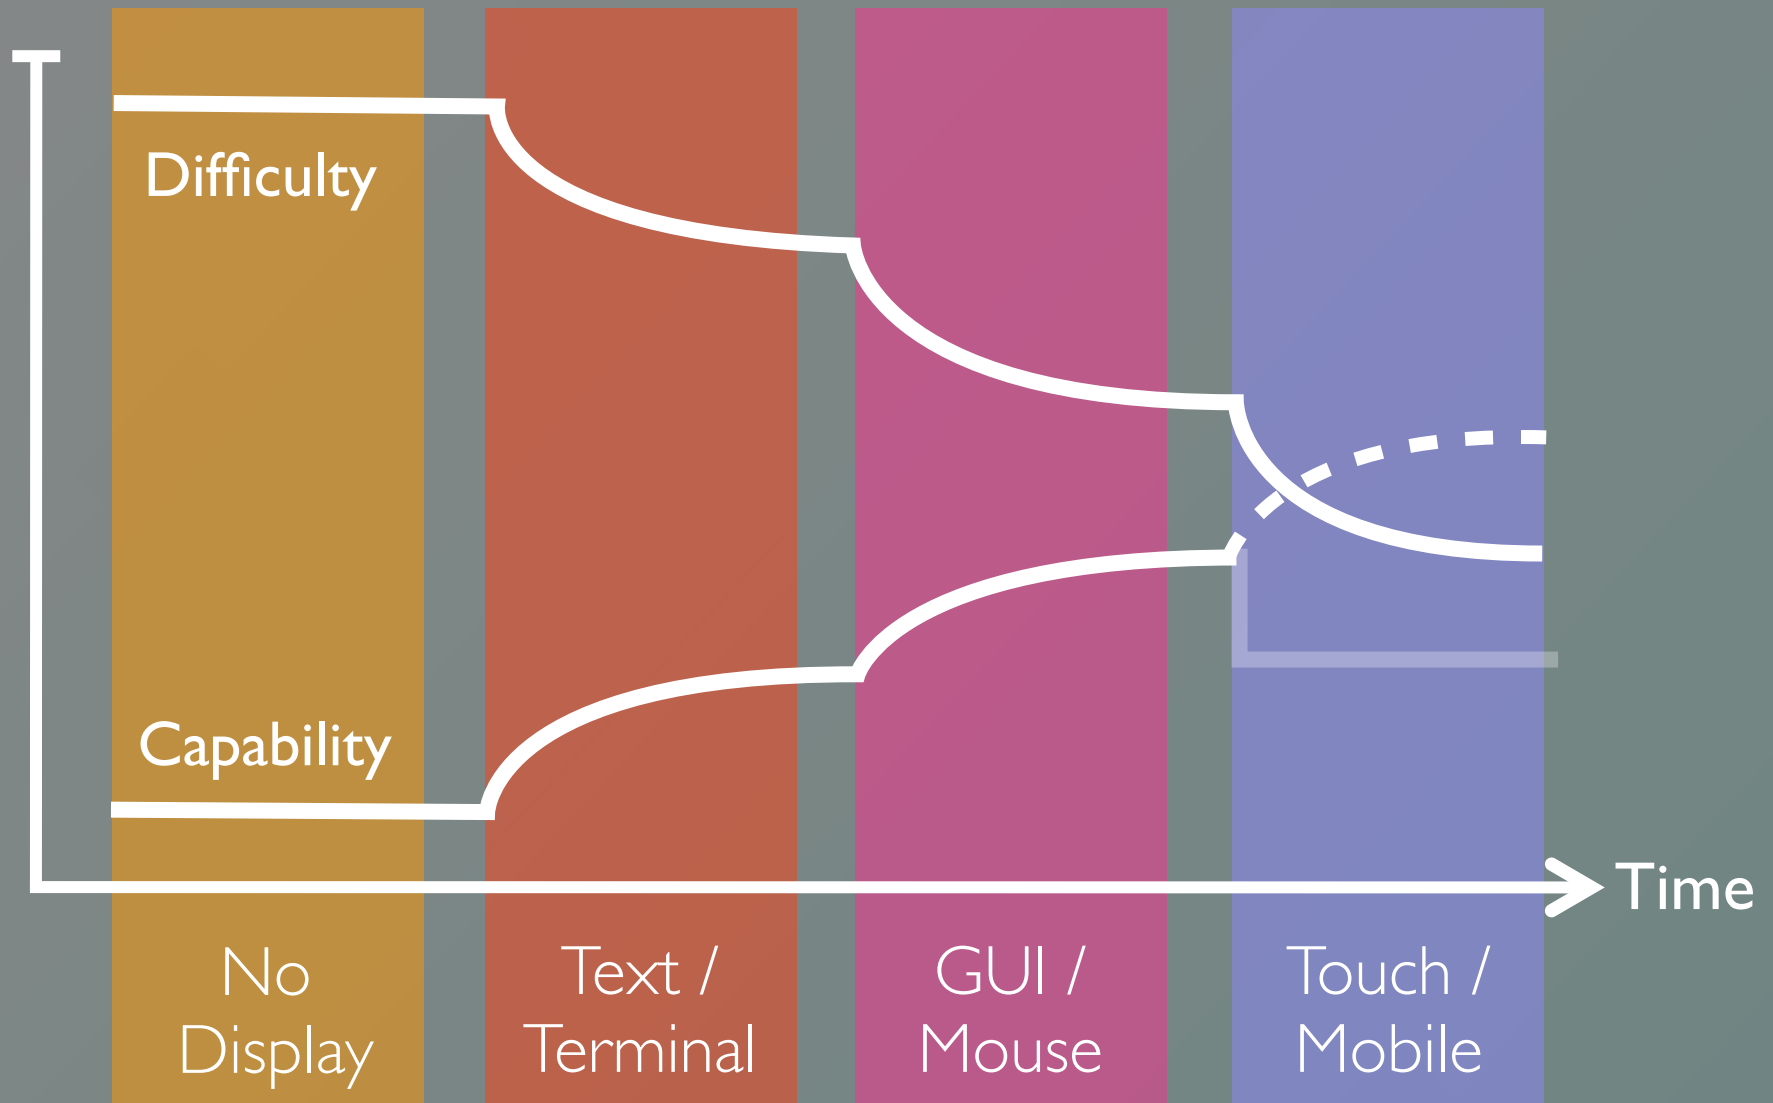 Difficulty
Capability
Time
No
Display
Text /
Terminal
GUI /
Mouse
Touch /
Mobile